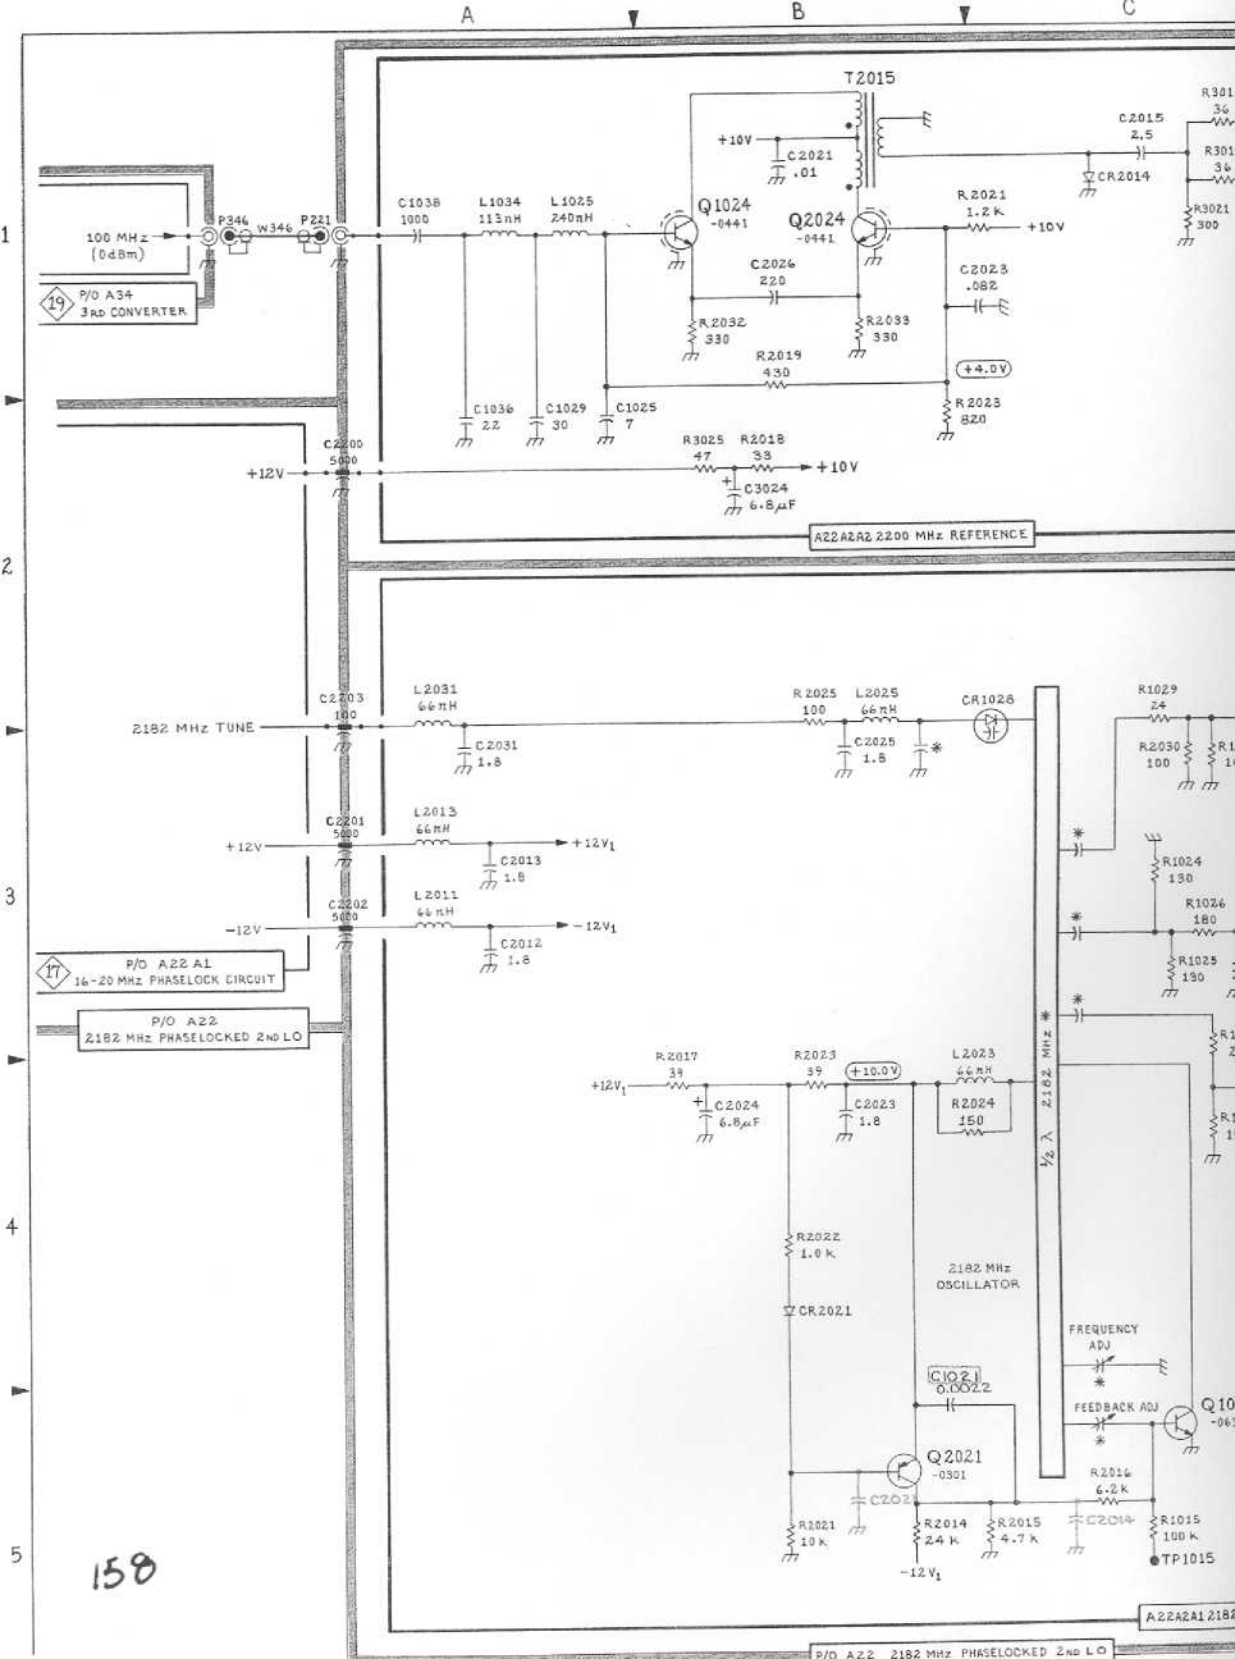 A B C
T2015
R301
36
C2015
2.5
+10V
C2021
.01
R301
36
CR2014
R2021
1.2K
+10V
R3021
300
Q1024
-0441
Q2024
-0441
C1038
1000
L1034
113nH
L1025
240nH
1
100 MHz
(0dBm)
P346
W346
P221
C2026
220
C2023
.082
19
P/O A34
3RD CONVERTER
R2032
330
R2033
330
R2019
430
+4.0V
C1036
22
C1029
30
C1025
7
R2023
820
+12V
C2200
5000
R3025
47
R2018
33
+10V
+
C3024
6.8µF
A22A2A2 2200 MHz REFERENCE
2
2182 MHz TUNE
C2203
100
L2031
66nH
C2031
1.8
R2025
100
L2025
66nH
C2025
1.8
*
CR1028
R1029
24
R2030
100
R1
+12V
C2201
5000
L2013
66nH
C2013
1.8
+12V1
*
R1024
130
3
-12V
C2202
5000
L2011
66nH
C2012
1.8
-12V1
*
R1026
180
R1025
130
17
P/O A22 A1
16-20 MHz PHASELOCK CIRCUIT
P/O A22
2182 MHz PHASELOCKED 2ND LO
*
R1
2
+12V1
R2017
39
+
C2024
6.8µF
R2023
39
+10.0V
C2023
1.8
L2023
66nH
R2024
150
½ λ 2182 MHz *
R1
4
R2022
1.0K
2182 MHz
OSCILLATOR
CR2021
FREQUENCY
ADJ
*
C1021
0.0022
FEEDBACK ADJ
*
Q10
-06
Q2021
-0301
C202
R2016
6.2K
C2014
5
R2021
10K
R2014
24K
R2015
4.7K
R1015
100K
-12V1
TP1015
158
A22A2A1 2182
P/O A22 2182 MHz PHASELOCKED 2ND LO